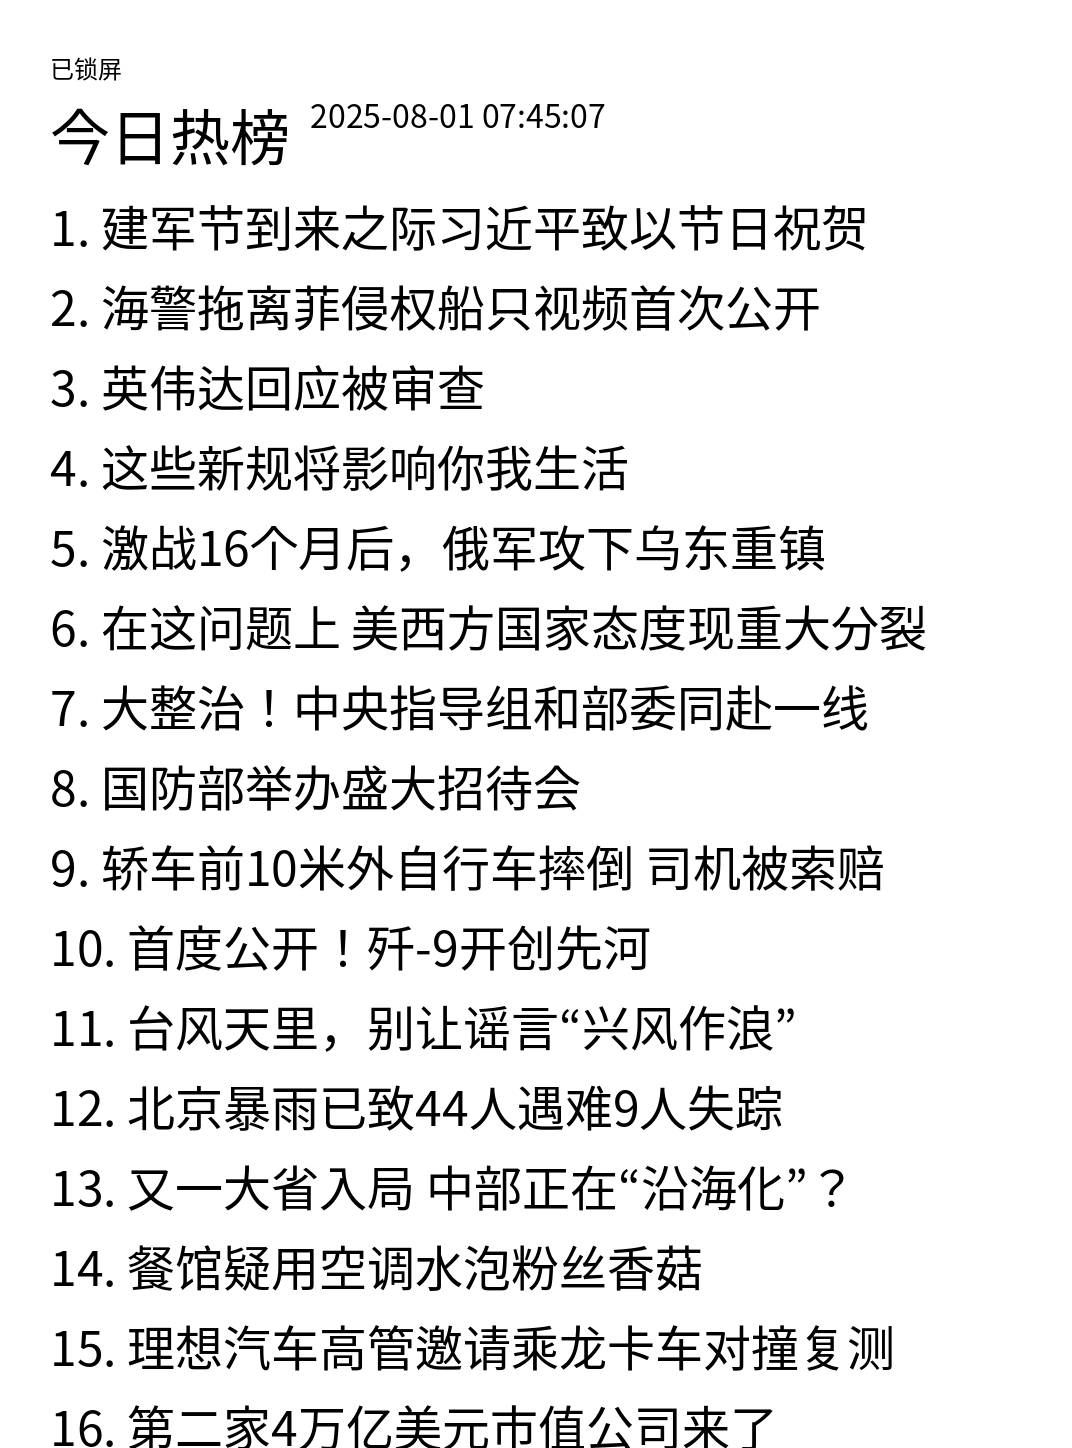 已锁屏
今日热榜 2025-08-01 07:45:07
1. 建军节到来之际习近平致以节日祝贺
2. 海警拖离菲侵权船只视频首次公开
3. 英伟达回应被审查
4. 这些新规将影响你我生活
5. 激战16个月后，俄军攻下乌东重镇
6. 在这问题上 美西方国家态度现重大分裂
7. 大整治！中央指导组和部委同赴一线
8. 国防部举办盛大招待会
9. 轿车前10米外自行车摔倒 司机被索赔
10. 首度公开！歼-9开创先河
11. 台风天里，别让谣言“兴风作浪”
12. 北京暴雨已致44人遇难9人失踪
13. 又一大省入局 中部正在“沿海化”？
14. 餐馆疑用空调水泡粉丝香菇
15. 理想汽车高管邀请乘龙卡车对撞复测
16. 第二家4万亿美元市值公司来了